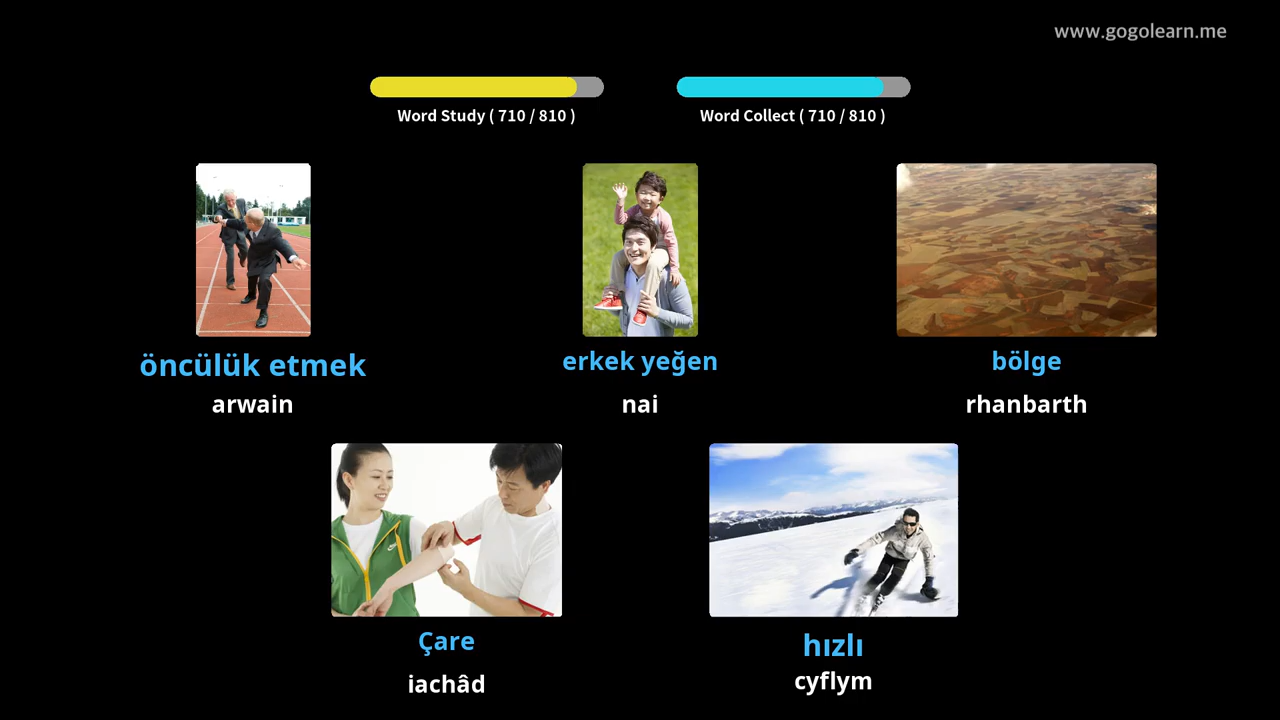 www.gogolearn.me
Word Study ( 710 / 810 )
Word Collect ( 710 / 810 )
öncülük etmek
arwain
erkek yeğen
nai
bölge
rhanbarth
Çare
iachâd
hızlı
cyflym